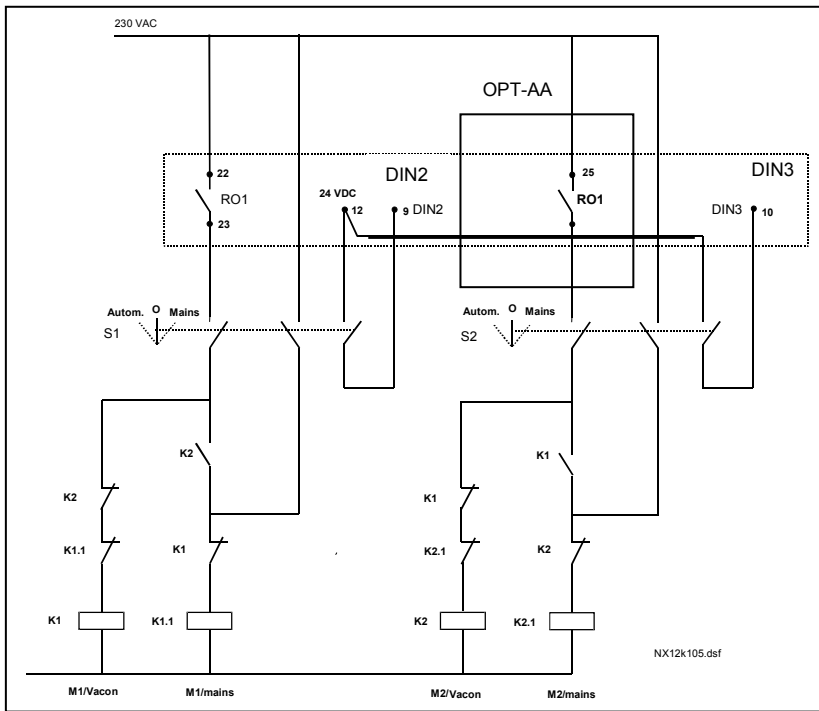 230 VAC
OPT-AA
22
25
DIN2
DIN3
RO1
24 VDC
RO1
12
9 DIN2
DIN3
10
23
Autom. O Mains
S1
Autom. O Mains
S2
K2
K1
K2
K1
K1.1
K1
K2.1
K2
K1
K1.1
K2
K2.1
NX12k105.dsf
M1/Vacon
M1/mains
M2/Vacon
M2/mains